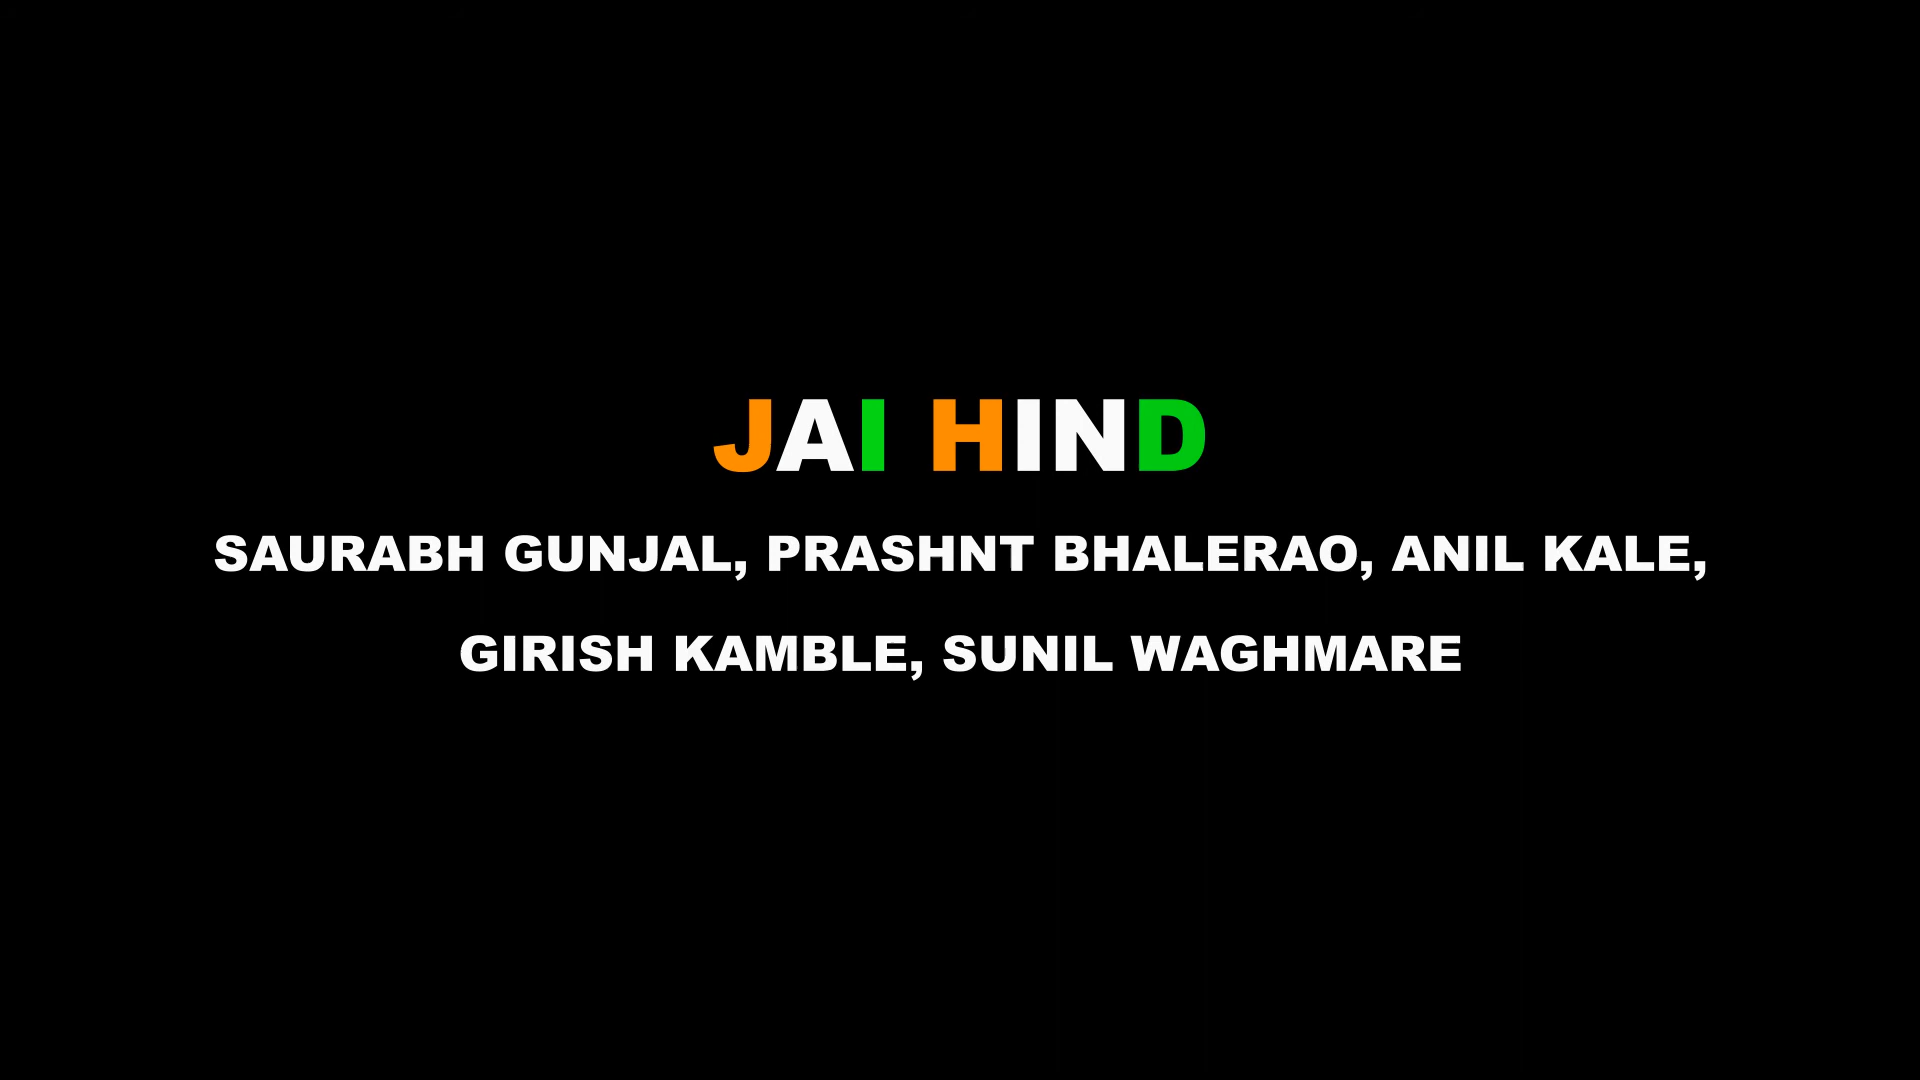 JAI HIND
SAURABH GUNJAL, PRASHNT BHALERAO, ANIL KALE,
GIRISH KAMBLE, SUNIL WAGHMARE